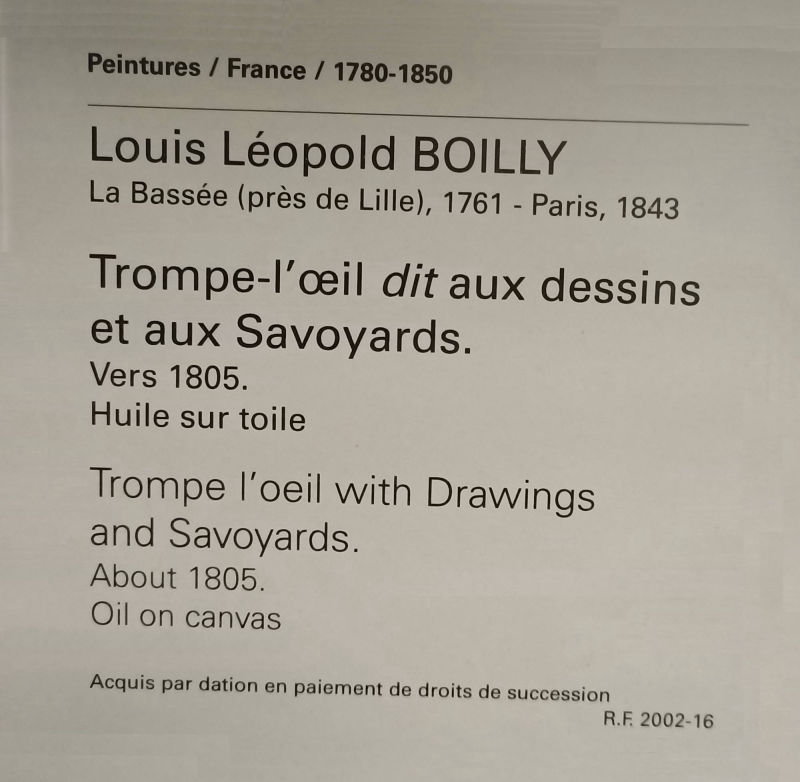 Peintures / France / 1780-1850
Louis Léopold BOILLY
La Bassée (près de Lille), 1761 - Paris, 1843
Trompe-l'œil dit aux dessins
et aux Savoyards.
Vers 1805.
Huile sur toile
Trompe l'oeil with Drawings
and Savoyards.
About 1805.
Oil on canvas
Acquis par dation en paiement de droits de succession
R.F. 2002-16